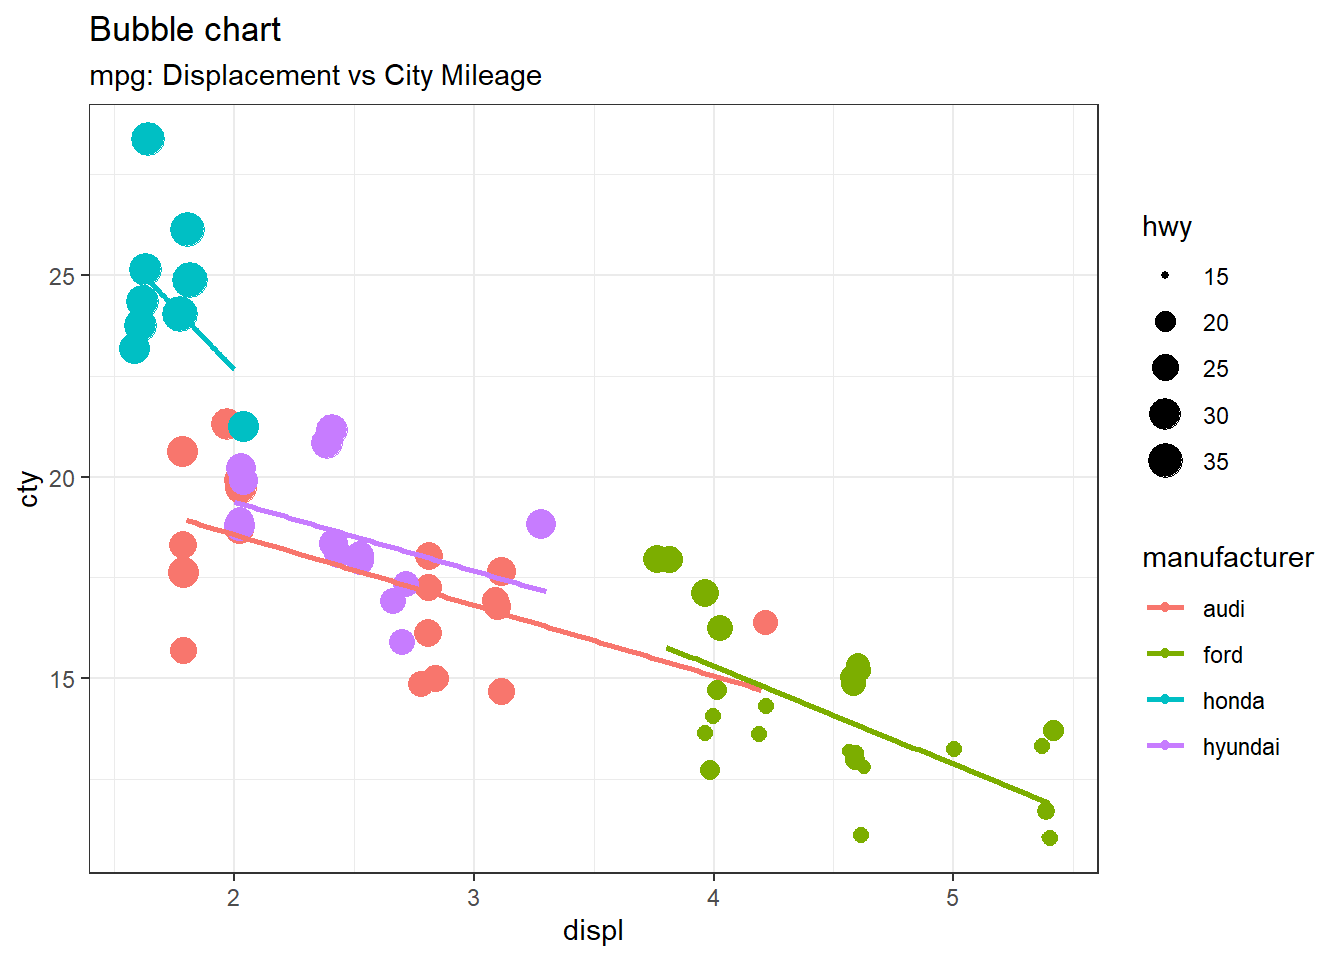 Bubble chart
mpg: Displacement vs City Mileage
cty
25
20
15
2
3
4
5
displ
hwy
15
20
25
30
35
manufacturer
audi
ford
honda
hyundai